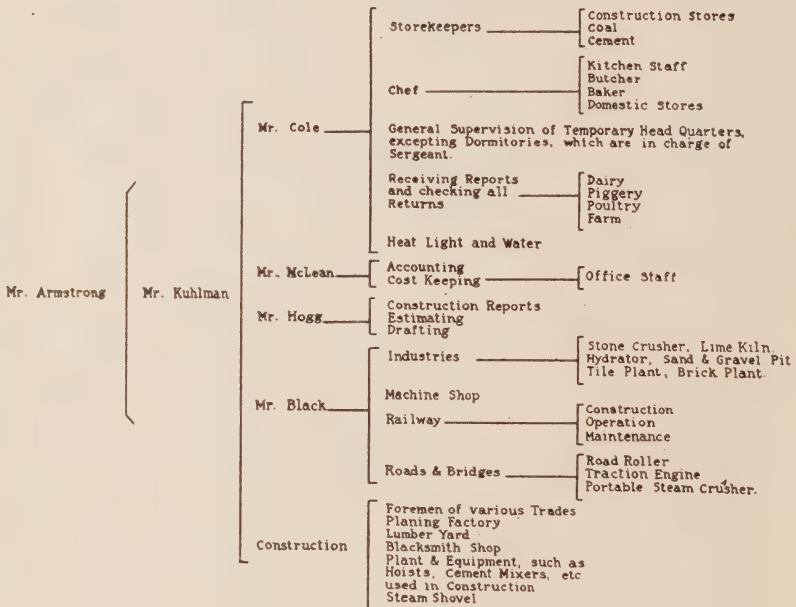 Mr. Armstrong
Mr. Kuhlman
Mr. Cole
Storekeepers
Construction Stores
Coal
Cement
Chef
Kitchen Staff
Butcher
Baker
Domestic Stores
General Supervision of Temporary Head Quarters,
excepting Dormitories, which are in charge of
Sergeant.
Receiving Reports
and checking all
Returns
Dairy
Piggery
Poultry
Farm
Heat Light and Water
Mr. McLean
Accounting
Cost Keeping
Office Staff
Mr. Hogg
Construction Reports
Estimating
Drafting
Mr. Black
Industries
Stone Crusher, Lime Kiln.
Hydrator, Sand & Gravel Pit
Tile Plant, Brick Plant.
Machine Shop
Railway
Construction
Operation
Maintenance
Roads & Bridges
Road Roller
Traction Engine
Portable Steam Crusher.
Construction
Foremen of various Trades
Planing Factory
Lumber Yard
Blacksmith Shop
Plant & Equipment, such as
Hoists, Cement Mixers, etc
used in Construction
Steam Shovel